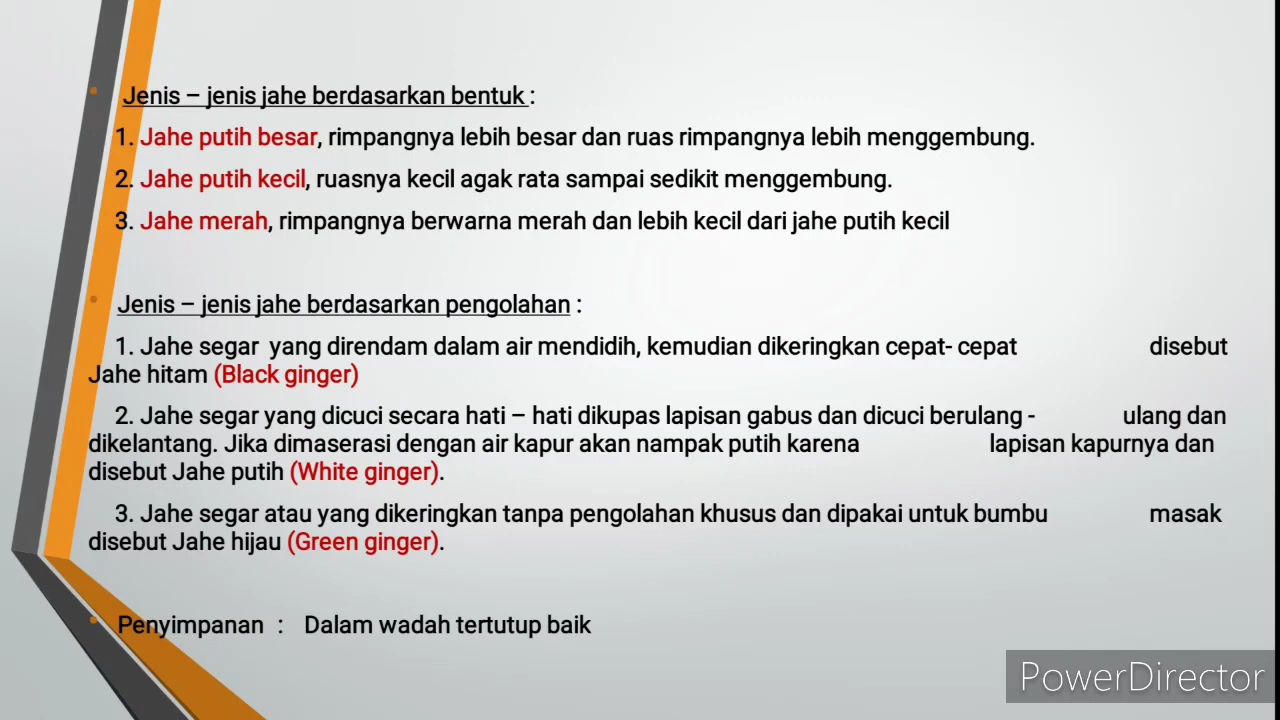 Jenis – jenis jahe berdasarkan bentuk :
1. Jahe putih besar, rimpangnya lebih besar dan ruas rimpangnya lebih menggembung.
2. Jahe putih kecil, ruasnya kecil agak rata sampai sedikit menggembung.
3. Jahe merah, rimpangnya berwarna merah dan lebih kecil dari jahe putih kecil
Jenis – jenis jahe berdasarkan pengolahan :
1. Jahe segar yang direndam dalam air mendidih, kemudian dikeringkan cepat- cepat disebut
Jahe hitam (Black ginger)
2. Jahe segar yang dicuci secara hati – hati dikupas lapisan gabus dan dicuci berulang - ulang dan
dikelantang. Jika dimaserasi dengan air kapur akan nampak putih karena lapisan kapurnya dan
disebut Jahe putih (White ginger).
3. Jahe segar atau yang dikeringkan tanpa pengolahan khusus dan dipakai untuk bumbu masak
disebut Jahe hijau (Green ginger).
Penyimpanan : Dalam wadah tertutup baik
PowerDirector